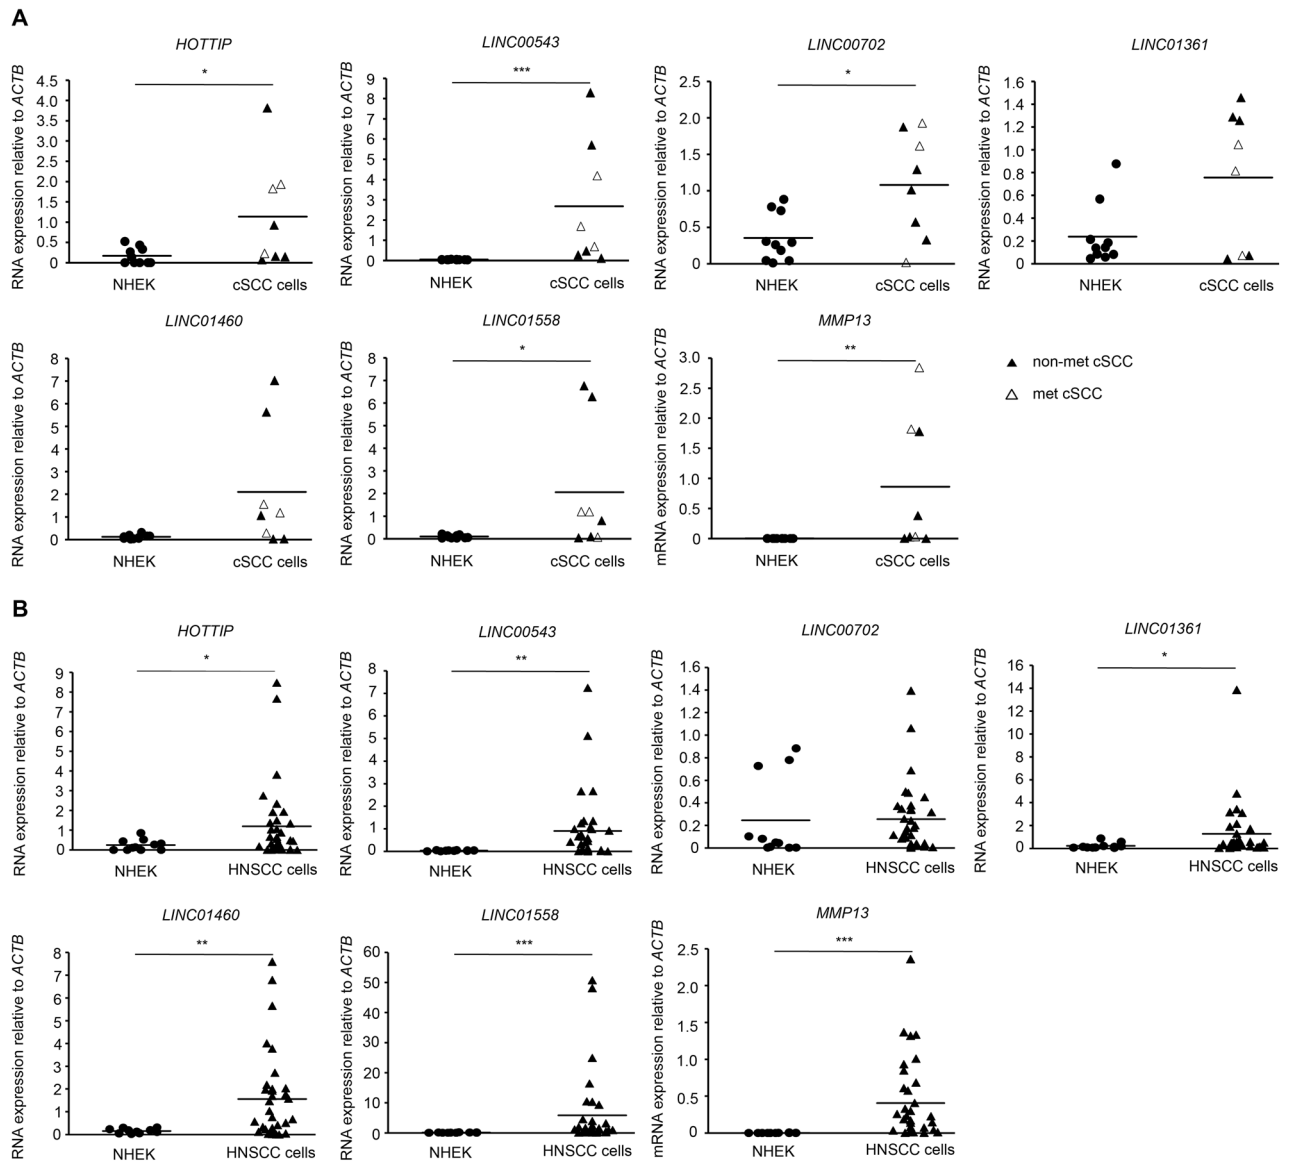 A
HOTTIP
LINC00543
LINC00702
LINC01361
RNA expression relative to ACTB
4.5
4.0
3.5
3.0
2.5
2.0
1.5
1.0
0.5
0
*
NHEK
cSCC cells
RNA expression relative to ACTB
9
8
7
6
5
4
3
2
1
0
***
NHEK
cSCC cells
RNA expression relative to ACTB
2.5
2.0
1.5
1.0
0.5
0
*
NHEK
cSCC cells
RNA expression relative to ACTB
1.6
1.4
1.2
1.0
0.8
0.6
0.4
0.2
0
NHEK
cSCC cells
LINC01460
LINC01558
MMP13
RNA expression relative to ACTB
8
7
6
5
4
3
2
1
0
NHEK
cSCC cells
RNA expression relative to ACTB
8
7
6
5
4
3
2
1
0
*
NHEK
cSCC cells
mRNA expression relative to ACTB
3.0
2.5
2.0
1.5
1.0
0.5
0
**
NHEK
cSCC cells
non-met cSCC
met cSCC
B
HOTTIP
LINC00543
LINC00702
LINC01361
RNA expression relative to ACTB
9
8
7
6
5
4
3
2
1
0
*
NHEK
HNSCC cells
RNA expression relative to ACTB
8
7
6
5
4
3
2
1
0
**
NHEK
HNSCC cells
RNA expression relative to ACTB
1.6
1.4
1.2
1.0
0.8
0.6
0.4
0.2
0
NHEK
HNSCC cells
RNA expression relative to ACTB
16
14
12
10
8
6
4
2
0
*
NHEK
HNSCC cells
LINC01460
LINC01558
MMP13
RNA expression relative to ACTB
8
7
6
5
4
3
2
1
0
**
NHEK
HNSCC cells
RNA expression relative to ACTB
60
50
40
30
20
10
0
***
NHEK
HNSCC cells
mRNA expression relative to ACTB
2.5
2.0
1.5
1.0
0.5
0
***
NHEK
HNSCC cells